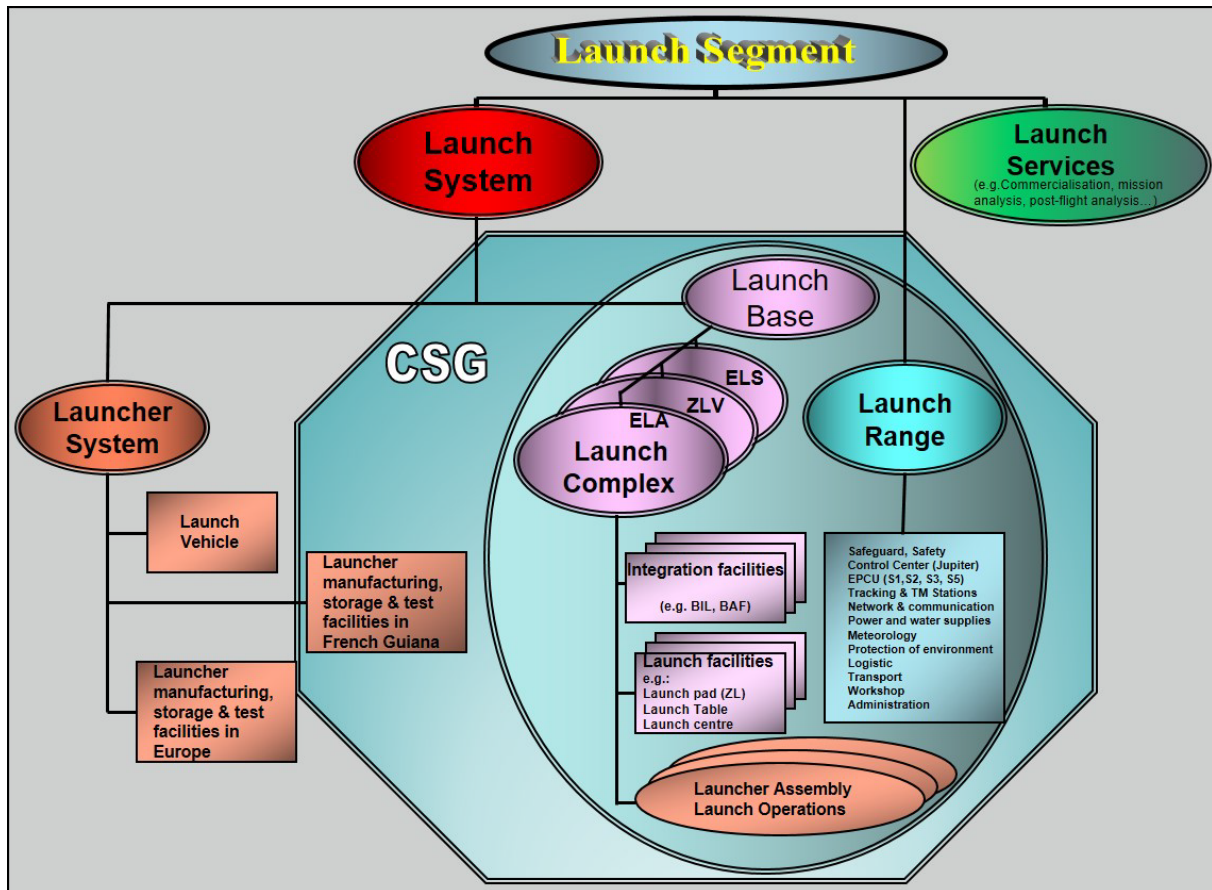 Launch Segment
Launch
System
Launch
Services
(e.g.Commercialisation, mission
analysis, post-flight analysis…)
Launch
Base
CSG
ELS
ZLV
ELA
Launch
Complex
Launcher
System
Launch
Range
Launch
Vehicle
Launcher
manufacturing,
storage & test
facilities in
French Guiana
Launcher
manufacturing,
storage & test
facilities in
Europe
Integration facilities
(e.g. BIL, BAF)
Launch facilities
e.g.:
Launch pad (ZL)
Launch Table
Launch centre
Launcher Assembly
Launch Operations
Safeguard, Safety
Control Center (Jupiter)
EPCU (S1,S2, S3, S5)
Tracking & TM Stations
Network & communication
Power and water supplies
Meteorology
Protection of environment
Logistic
Transport
Workshop
Administration